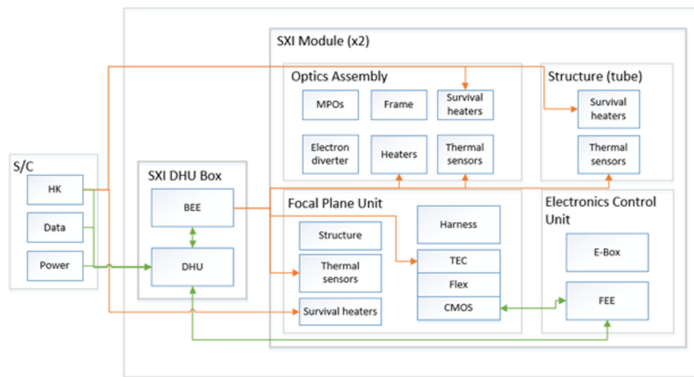 SXI Module (x2)
Optics Assembly
MPOs
Frame
Survival
heaters
Electron
diverter
Heaters
Thermal
sensors
Structure (tube)
Survival
heaters
Thermal
sensors
S/C
HK
Data
Power
SXI DHU Box
BEE
DHU
Focal Plane Unit
Structure
Thermal
sensors
Survival heaters
Harness
TEC
Flex
CMOS
Electronics Control
Unit
E-Box
FEE